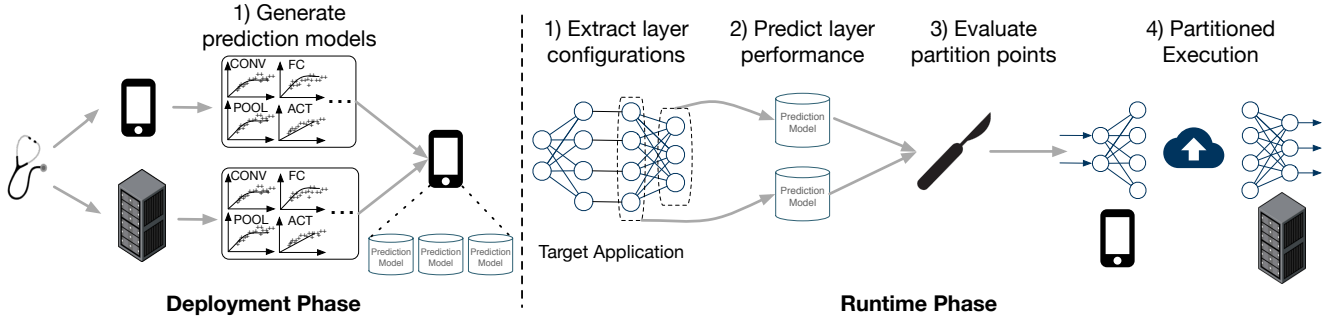 1) Generate
prediction models
CONV
FC
POOL
ACT
...
CONV
FC
POOL
ACT
...
Prediction
Model
Prediction
Model
Prediction
Model
Deployment Phase
1) Extract layer
configurations
2) Predict layer
performance
3) Evaluate
partition points
4) Partitioned
Execution
Prediction
Model
Prediction
Model
Target Application
Runtime Phase